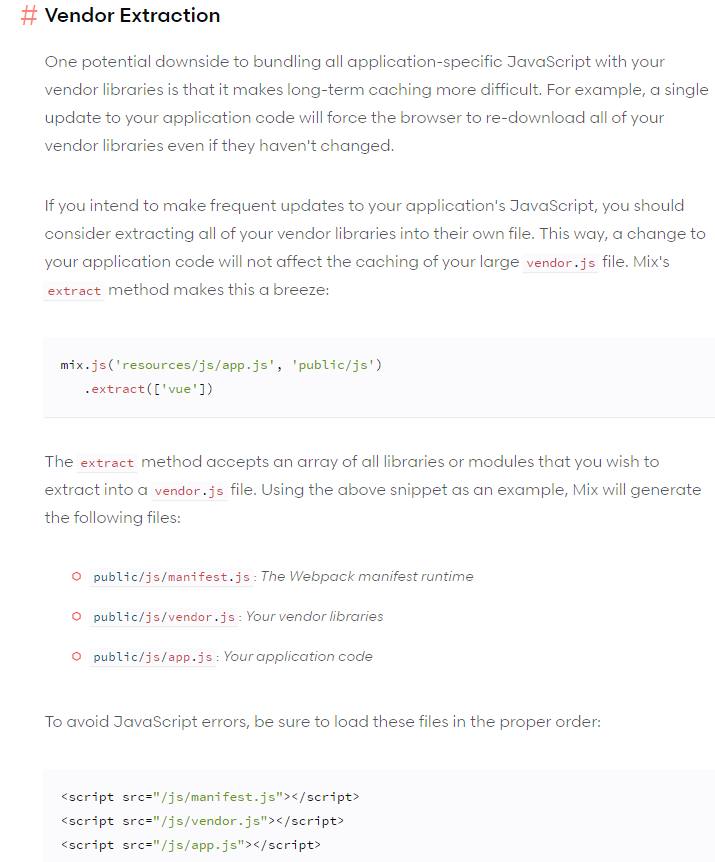 # Vendor Extraction
One potential downside to bundling all application-specific JavaScript with your
vendor libraries is that it makes long-term caching more difficult. For example, a single
update to your application code will force the browser to re-download all of your
vendor libraries even if they haven't changed.
If you intend to make frequent updates to your application's JavaScript, you should
consider extracting all of your vendor libraries into their own file. This way, a change to
your application code will not affect the caching of your large vendor.js file. Mix's
extract method makes this a breeze:
mix.js('resources/js/app.js', 'public/js')
   .extract(['vue'])
The extract method accepts an array of all libraries or modules that you wish to
extract into a vendor.js file. Using the above snippet as an example, Mix will generate
the following files:
public/js/manifest.js: The Webpack manifest runtime
public/js/vendor.js: Your vendor libraries
public/js/app.js: Your application code
To avoid JavaScript errors, be sure to load these files in the proper order:
<script src="/js/manifest.js"></script>
<script src="/js/vendor.js"></script>
<script src="/js/app.js"></script>